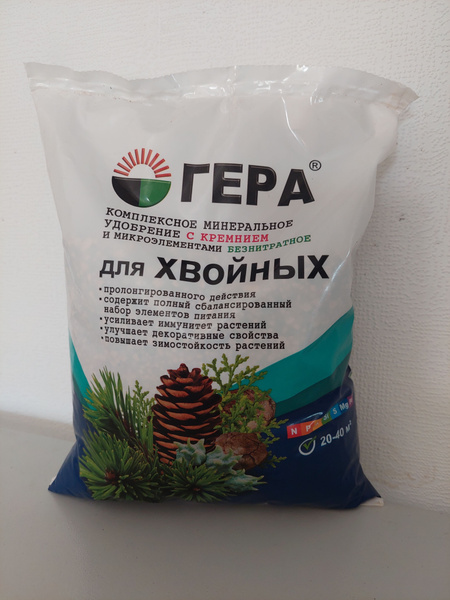 ГЕРА®
КОМПЛЕКСНОЕ МИНЕРАЛЬНОЕ
УДОБРЕНИЕ С КРЕМНИЕМ
И МИКРОЭЛЕМЕНТАМИ БЕЗНИТРАТНОЕ
для ХВОЙНЫХ
•пролонгированного действия
•содержит полный сбалансированный
набор элементов питания
•усиливает иммунитет растений
•улучшает декоративные свойства
•повышает зимостойкость растений
N P S Mg
20-40 м²